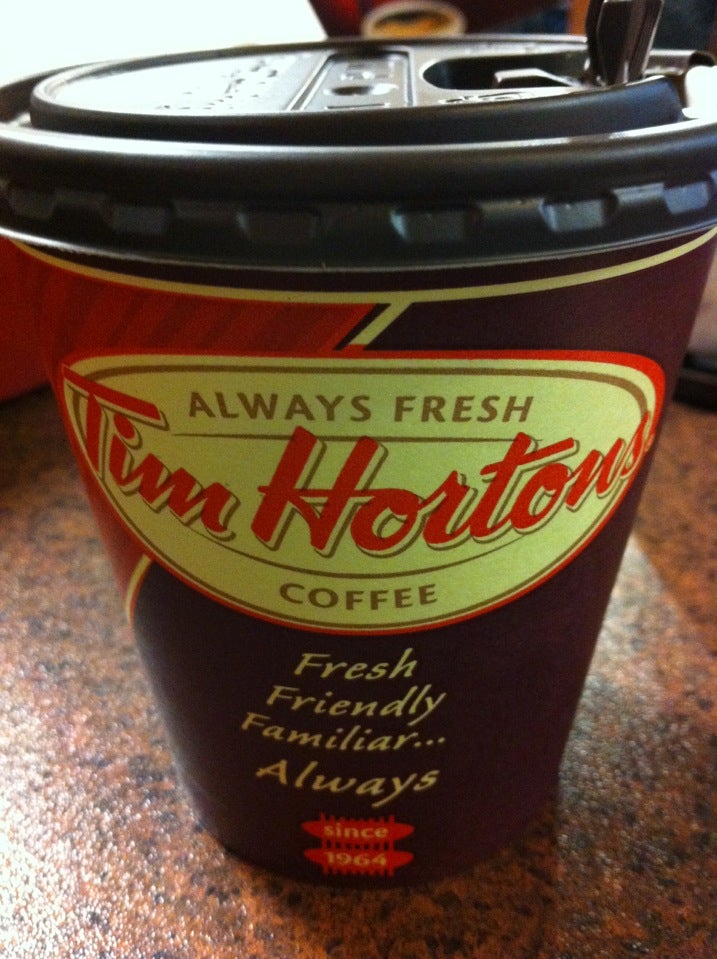 ALWAYS FRESH
Tim Hortons
COFFEE
Fresh
Friendly
Familiar...
Always
since
1964